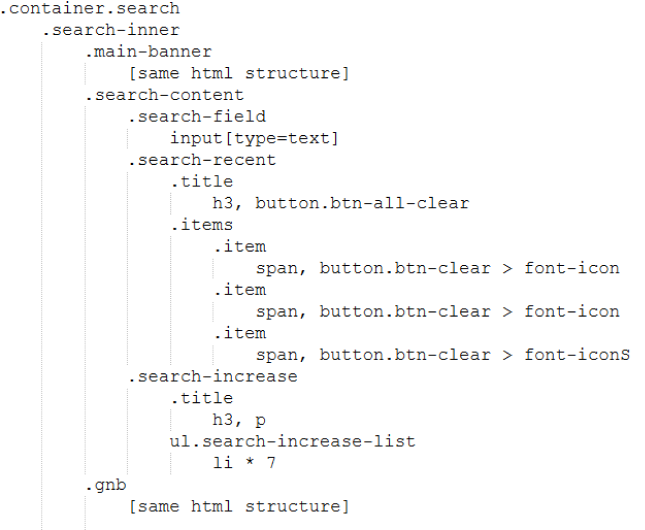 .container.search
.search-inner
.main-banner
[same html structure]
.search-content
.search-field
input[type=text]
.search-recent
.title
h3, button.btn-all-clear
.items
.item
span, button.btn-clear > font-icon
.item
span, button.btn-clear > font-icon
.item
span, button.btn-clear > font-iconS
.search-increase
.title
h3, p
ul.search-increase-list
li * 7
.gnb
[same html structure]